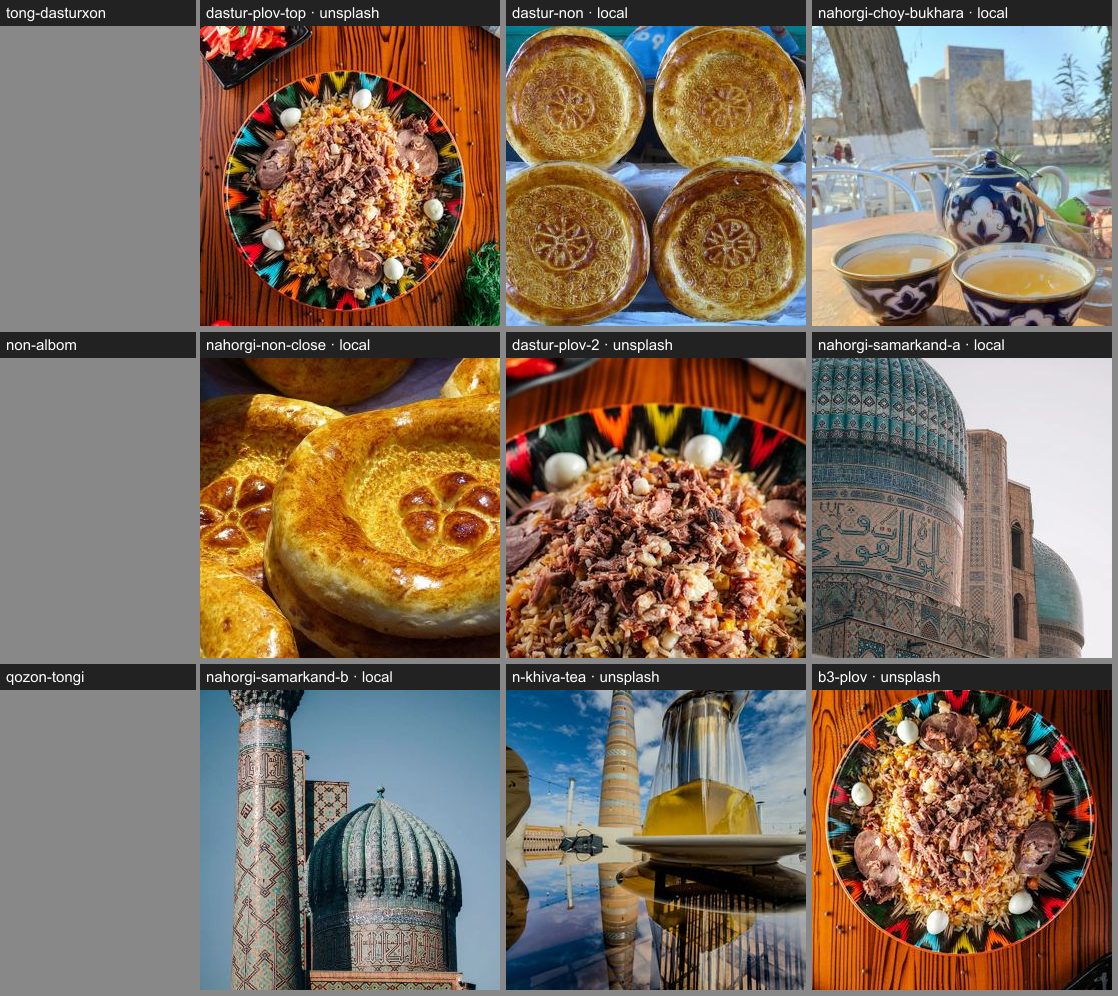 tong-dasturxon
dastur-plov-top · unsplash
dastur-non · local
nahorgi-choy-bukhara · local
69
non-albom
nahorgi-non-close · local
dastur-plov-2 · unsplash
nahorgi-samarkand-a · local
qozon-tongi
nahorgi-samarkand-b · local
n-khiva-tea · unsplash
b3-plov · unsplash